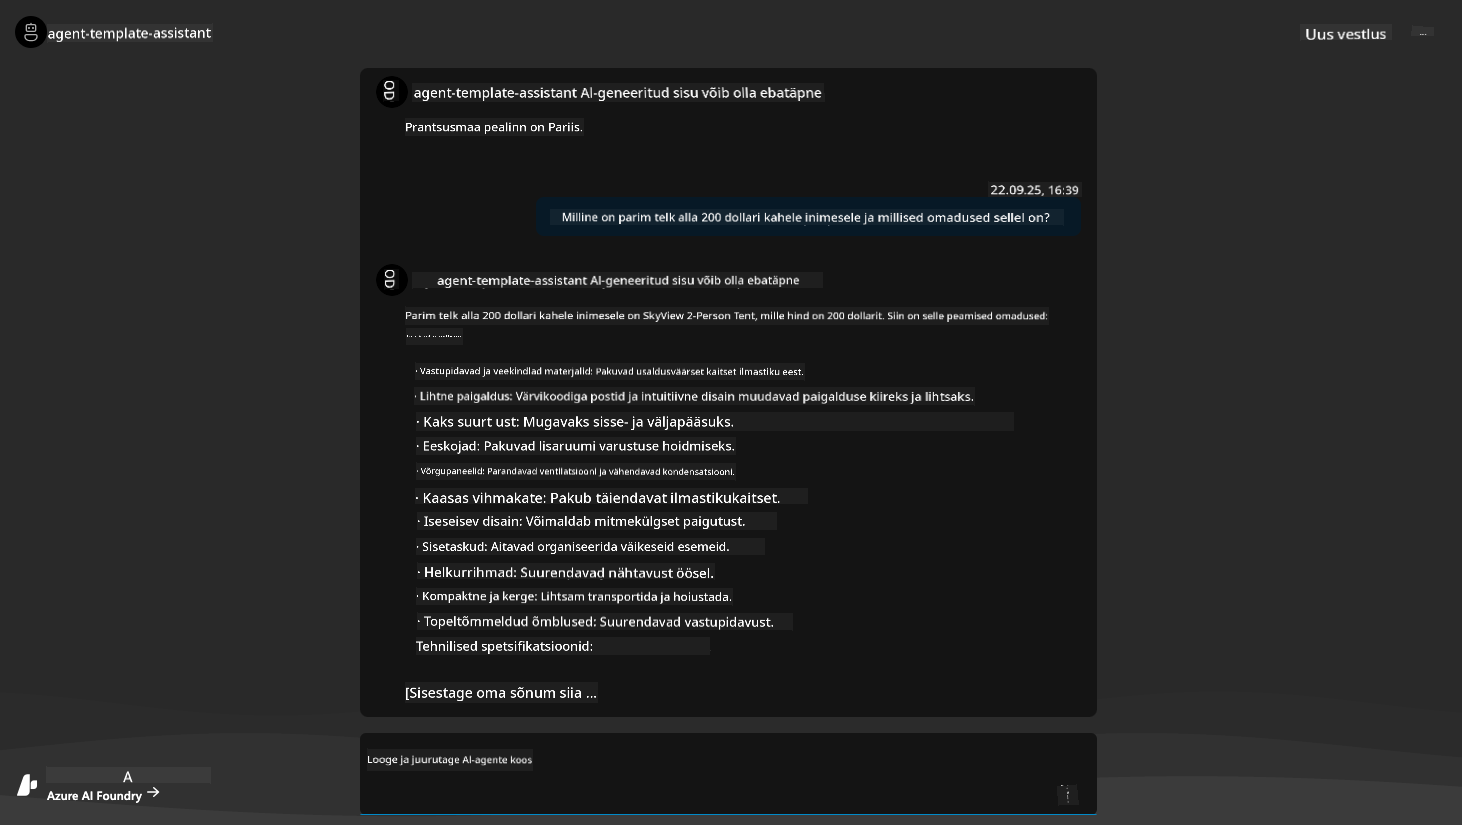 agent-template-assistant
Uus vestlus
...
agent-template-assistant AI-genereeritud sisu võib olla ebatäpne
Prantsusmaa pealinn on Pariis.
22.09.25, 16:39
Milline on parim telk alla 200 dollari kahele inimesele ja millised omadused sellel on?
agent-template-assistant AI-geneeritud sisu võib olla ebatäpne
Parim telk alla 200 dollari kahele inimesele on SkyView 2-Person Tent, mille hind on 200 dollarit. Siin on selle peamised omadused:
· Vastupidavad ja veekindlad materjalid: Pakuvad usaldusväärset kaitset ilmastiku eest.
· Lihtne paigaldus: Värvikoodiga postid ja intuitiivne disain muudavad paigalduse kiireks ja lihtsaks.
· Kaks suurt ust: Mugavaks sisse- ja väljapääsuks.
· Eeskojad: Pakuvad lisaruumi varustuse hoidmiseks.
· Võrgupaneelid: Parandavad ventilatsiooni ja vähendavad kondensatsiooni.
· Kaasas vihmakate: Pakub täiendavat ilmastikukaitset.
· Iseseisev disain: Võimaldab mitmekülgset paigutust.
· Sisetaskud: Aitavad organiseerida väikeseid esemeid.
· Helkurrihmad: Suurendavad nähtavust öösel.
· Kompaktne ja kerge: Lihtsam transportida ja hoiustada.
· Topeltõmmeldud õmblused: Suurendavad vastupidavust.
Tehnilised spetsifikatsioonid:
[Sisestage oma sõnum siia ...
Looge ja juurutage AI-agente koos
A
Azure AI Foundry →